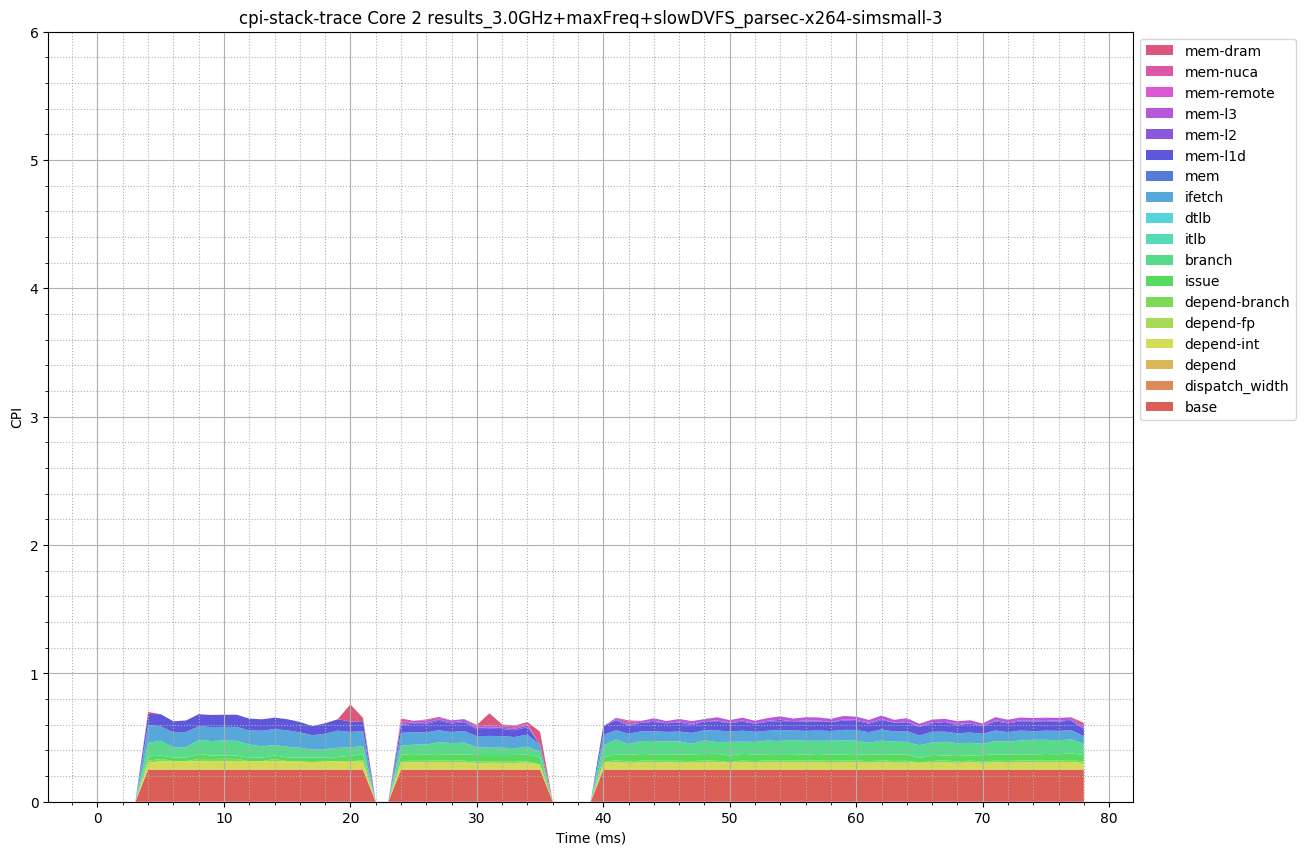 cpi-stack-trace Core 2 results_3.0GHz+maxFreq+slowDVFS_parsec-x264-simsmall-3
6
5
4
3
2
1
0
CPI
0 10 20 30 40 50 60 70 80
Time (ms)
mem-dram
mem-nuca
mem-remote
mem-l3
mem-l2
mem-l1d
mem
ifetch
dtlb
itlb
branch
issue
depend-branch
depend-fp
depend-int
depend
dispatch_width
base